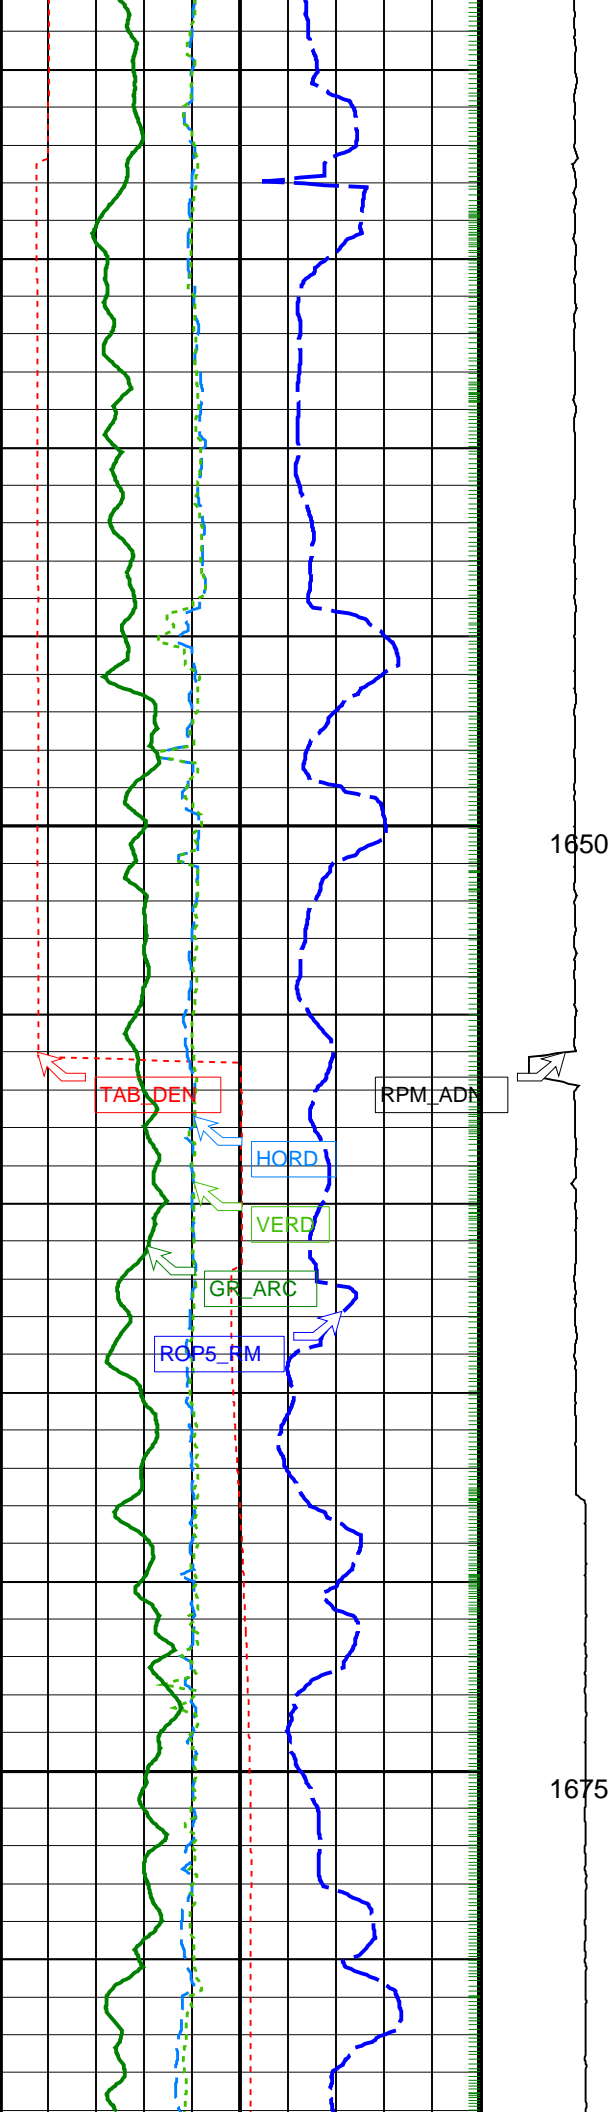 1650
TAB_DEN
RPM_ADN
HORD
VERD
GR_ARC
ROP5_RM
1675